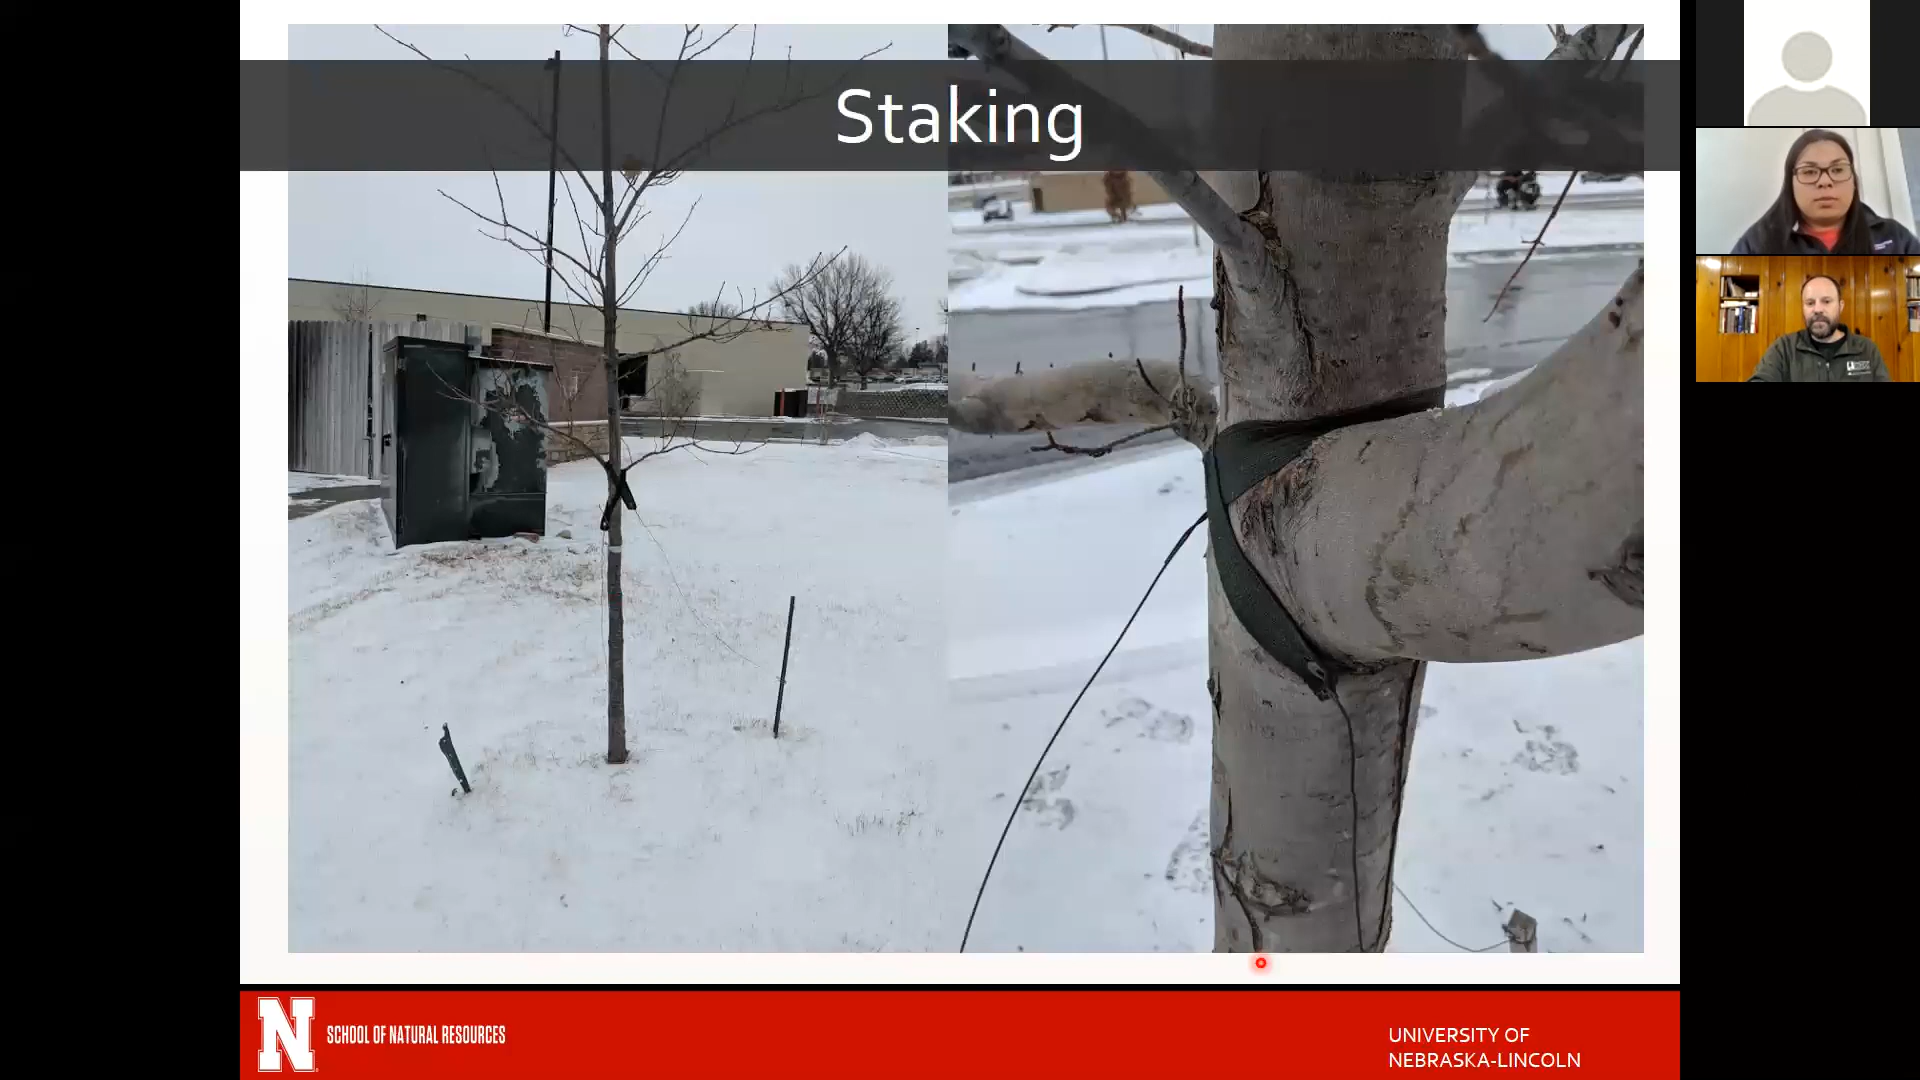 Staking
N
SCHOOL OF NATURAL RESOURCES
UNIVERSITY OF
NEBRASKA-LINCOLN